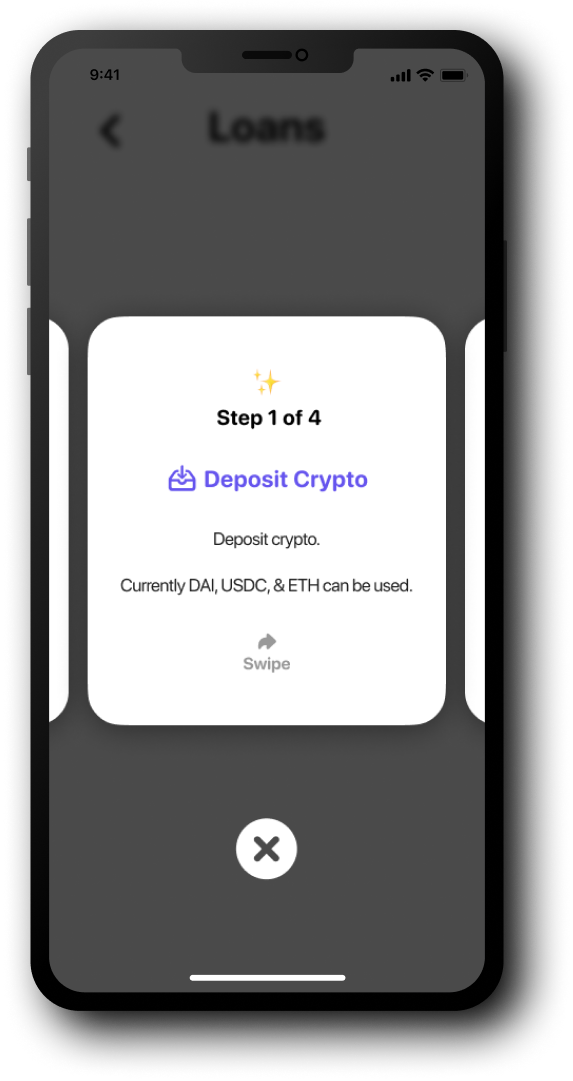 9:41
Loans
Step 1 of 4
Deposit Crypto
Deposit crypto.
Currently DAI, USDC, & ETH can be used.
Swipe